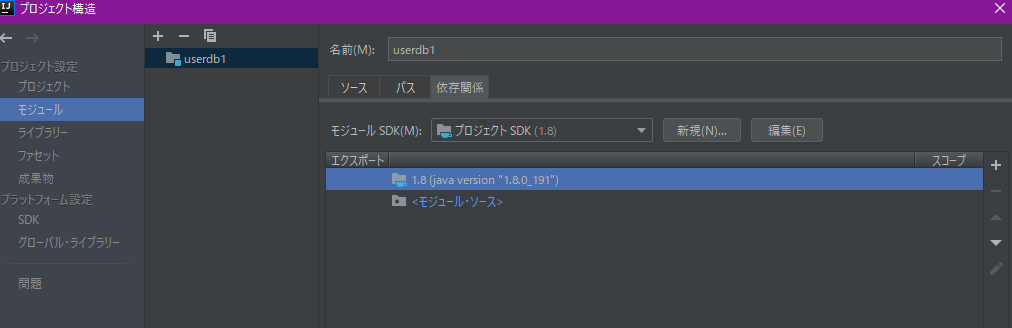 IJ プロジェクト構造
プロジェクト設定
プロジェクト
モジュール
ライブラリー
ファセット
成果物
プラットフォーム設定
SDK
グローバル・ライブラリー
問題
userdb1
名前(M): userdb1
ソース パス 依存関係
モジュール SDK(M): プロジェクト SDK (1.8) 新規(N)... 編集(E)
エクスポート スコープ
1.8 (java version "1.8.0_191")
<モジュール・ソース>